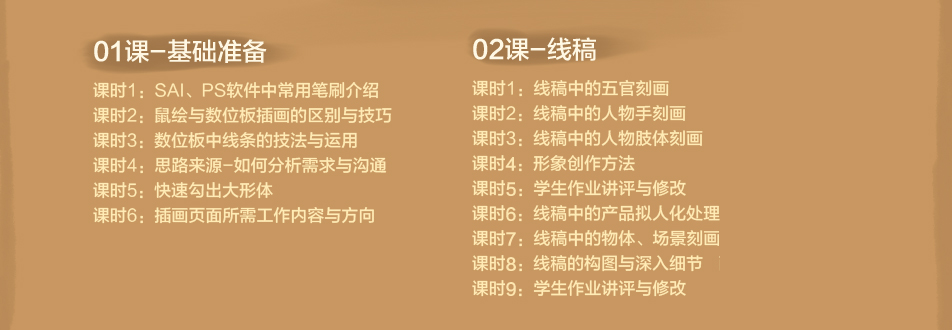 01课-基础准备
课时1：SAI、PS软件中常用笔刷介绍
课时2：鼠绘与数位板插画的区别与技巧
课时3：数位板中线条的技法与运用
课时4：思路来源-如何分析需求与沟通
课时5：快速勾出大形体
课时6：插画页面所需工作内容与方向
02课-线稿
课时1：线稿中的五官刻画
课时2：线稿中的人物手刻画
课时3：线稿中的人物肢体刻画
课时4：形象创作方法
课时5：学生作业讲评与修改
课时6：线稿中的产品拟人化处理
课时7：线稿中的物体、场景刻画
课时8：线稿的构图与深入细节
课时9：学生作业讲评与修改